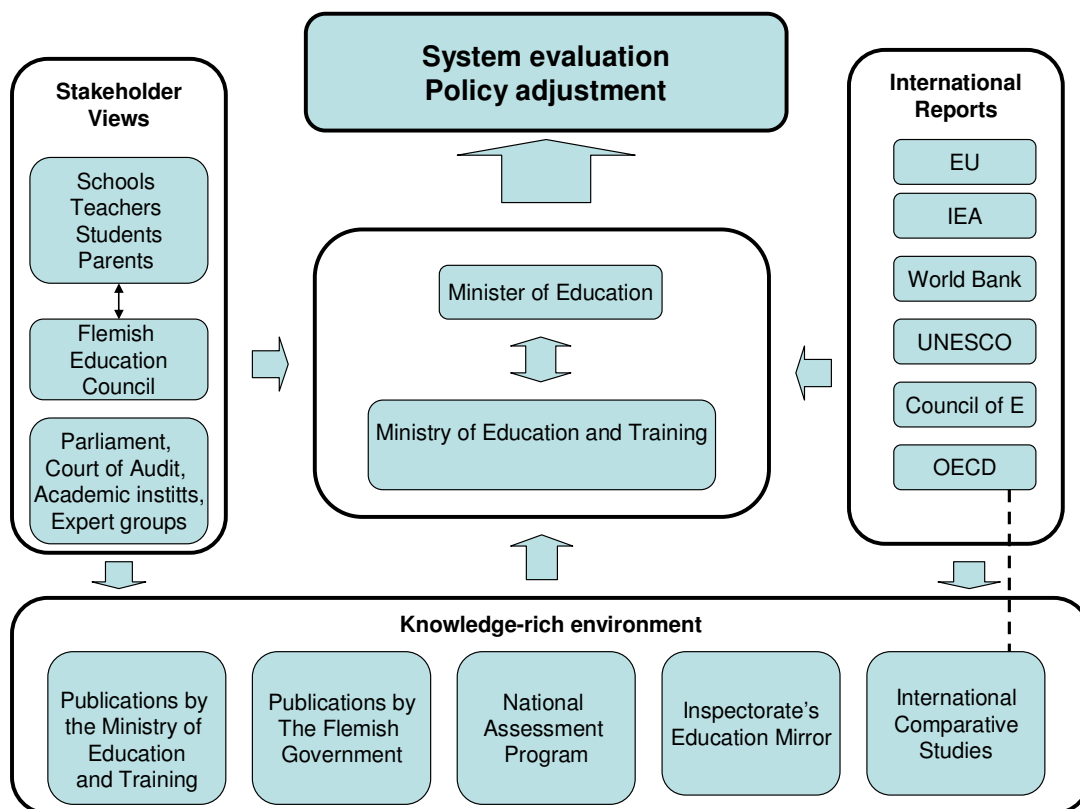 System evaluation
Policy adjustment
Stakeholder
Views
Schools
Teachers
Students
Parents
Flemish
Education
Council
Parliament,
Court of Audit,
Academic institts,
Expert groups
Minister of Education
Ministry of Education and Training
International
Reports
EU
IEA
World Bank
UNESCO
Council of E
OECD
Knowledge-rich environment
Publications by
the Ministry of
Education
and Training
Publications by
The Flemish
Government
National
Assessment
Program
Inspectorate's
Education Mirror
International
Comparative
Studies